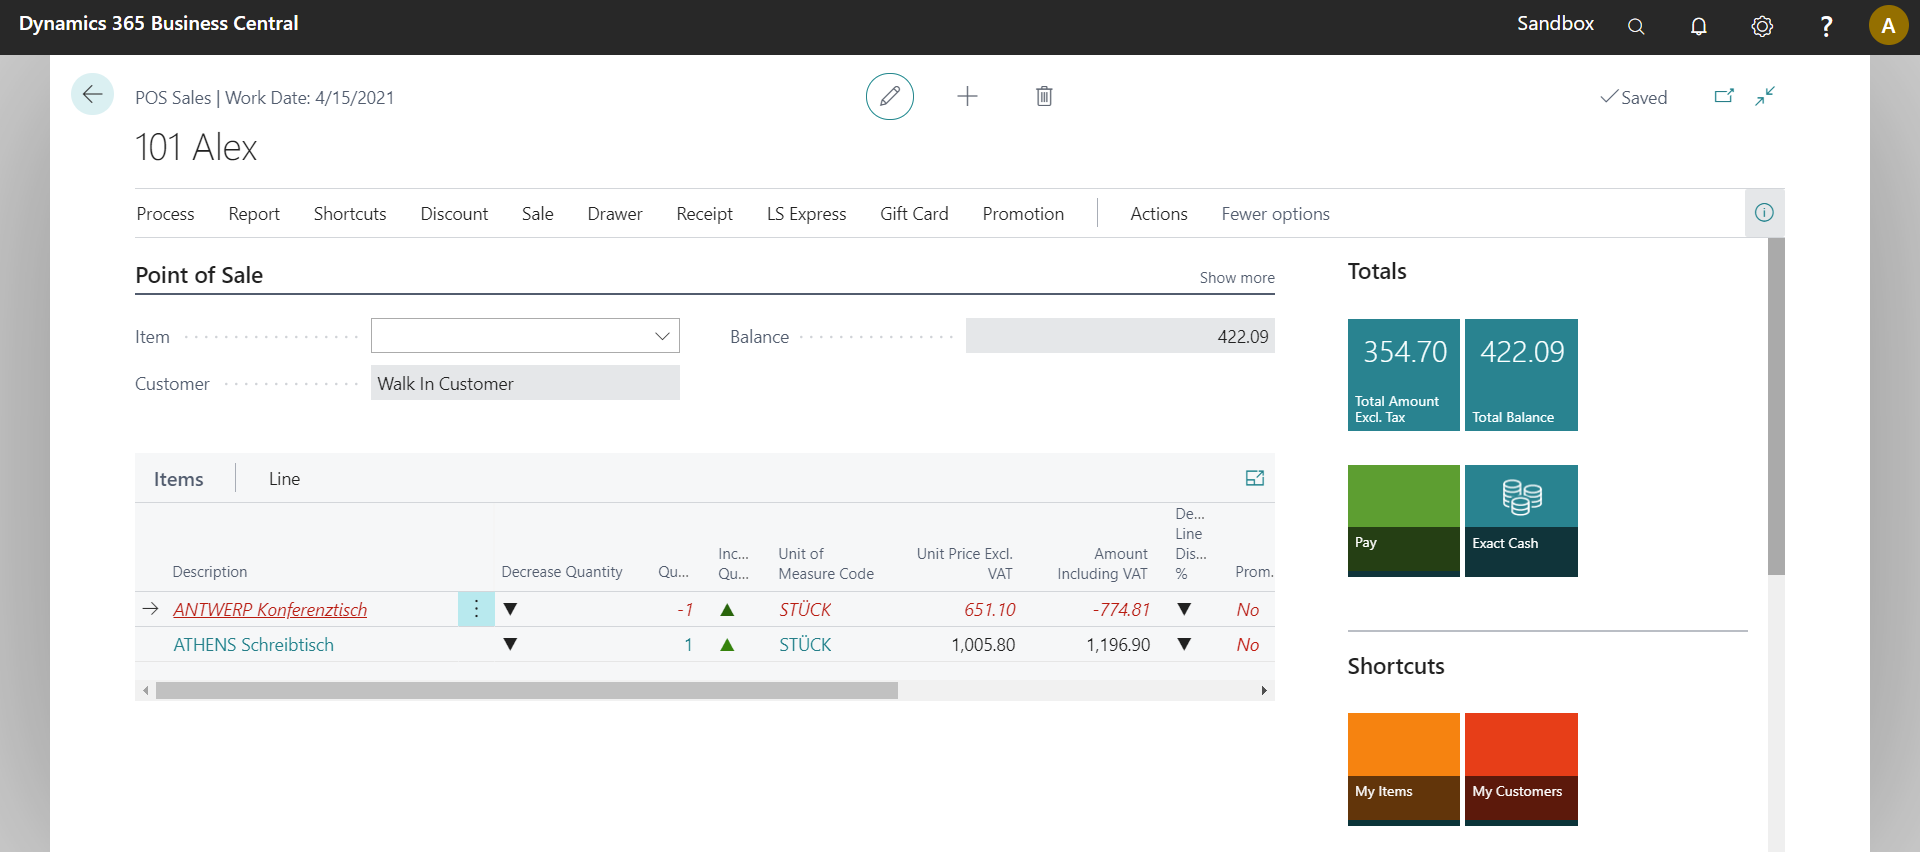 Dynamics 365 Business Central
Sandbox
?
A
POS Sales | Work Date: 4/15/2021
Saved
101 Alex
Process Report Shortcuts Discount Sale Drawer Receipt LS Express Gift Card Promotion Actions Fewer options
Point of Sale
Show more
Item
Balance 422.09
Customer Walk In Customer
Items Line
Description
Decrease Quantity
Qu...
Inc...
Qu...
Unit of
Measure Code
Unit Price Excl.
VAT
Amount
Including VAT
De...
Line
Dis...
%
Prom.
ANTWERP Konferenztisch -1 STÜCK 651.10 -774.81 No
ATHENS Schreibtisch 1 STÜCK 1,005.80 1,196.90 No
Totals
354.70
Total Amount
Excl. Tax
422.09
Total Balance
Pay
Exact Cash
Shortcuts
My Items
My Customers